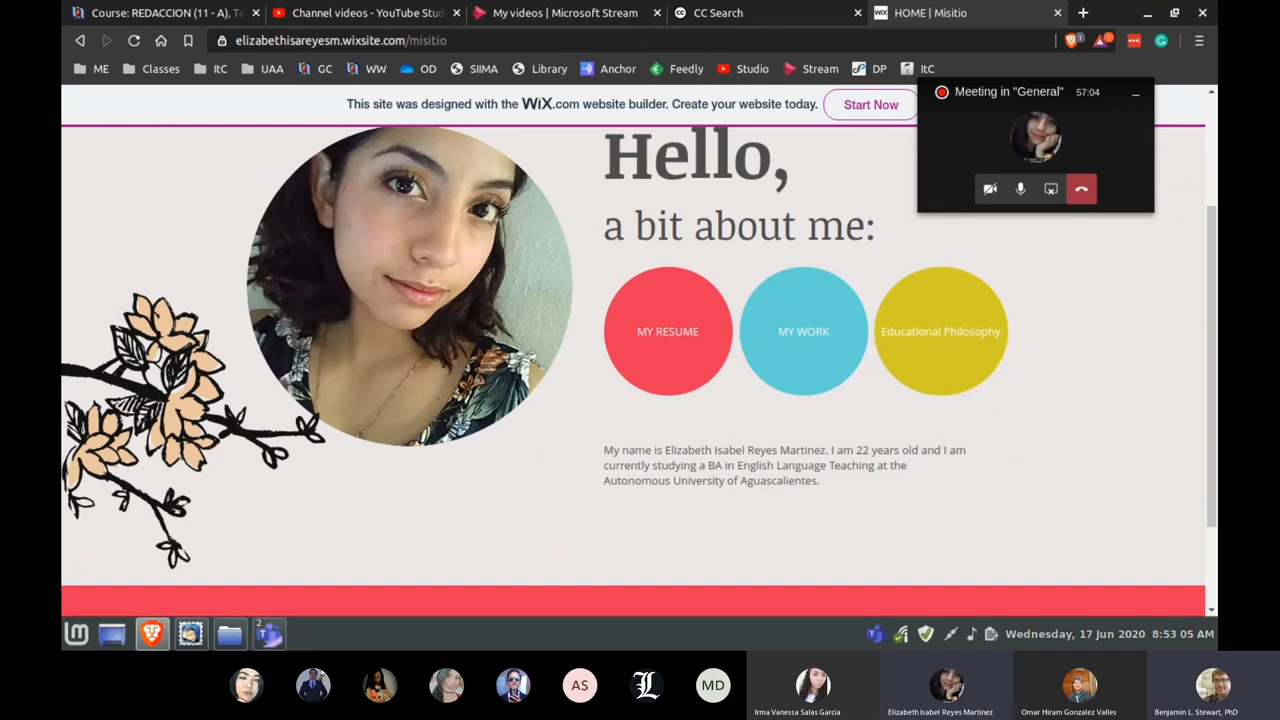 Course: REDACCION (11 - A), To
Channel videos - YouTube Stud
My videos | Microsoft Stream
CC Search
HOME | Misitio
elizabethisareyesm.wixsite.com/misitio
ME
Classes
ItC
UAA
GC
WW
OD
SIIMA
Library
Anchor
Feedly
Studio
Stream
DP
ItC
This site was designed with the WiX.com website builder. Create your website today.
Start Now
Meeting in "General"
57:04
Hello,
a bit about me:
MY RESUME
MY WORK
Educational Philosophy
My name is Elizabeth Isabel Reyes Martinez. I am 22 years old and I am
currently studying a BA in English Language Teaching at the
Autonomous University of Aguascalientes.
2
Wednesday, 17 Jun 2020
8:53 05 AM
AS
L
MD
Irma Vanessa Salas Garcia
Elizabeth Isabel Reyes Martinez
Omar Hiram Gonzalez Valles
Benjamin L. Stewart, PhD